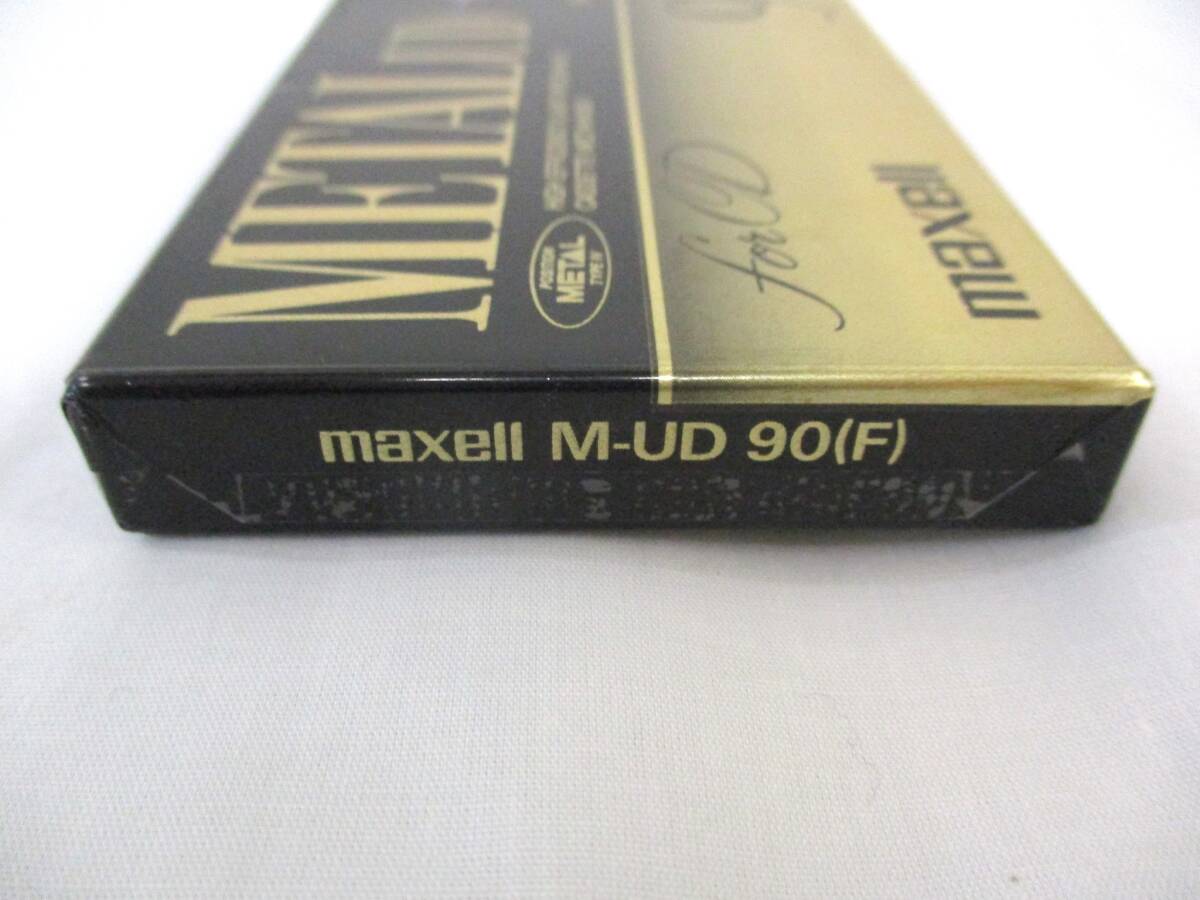 METAL UD
POSITION
METAL
TYPE IV
for CD
maxell
maxell M-UD 90(F)